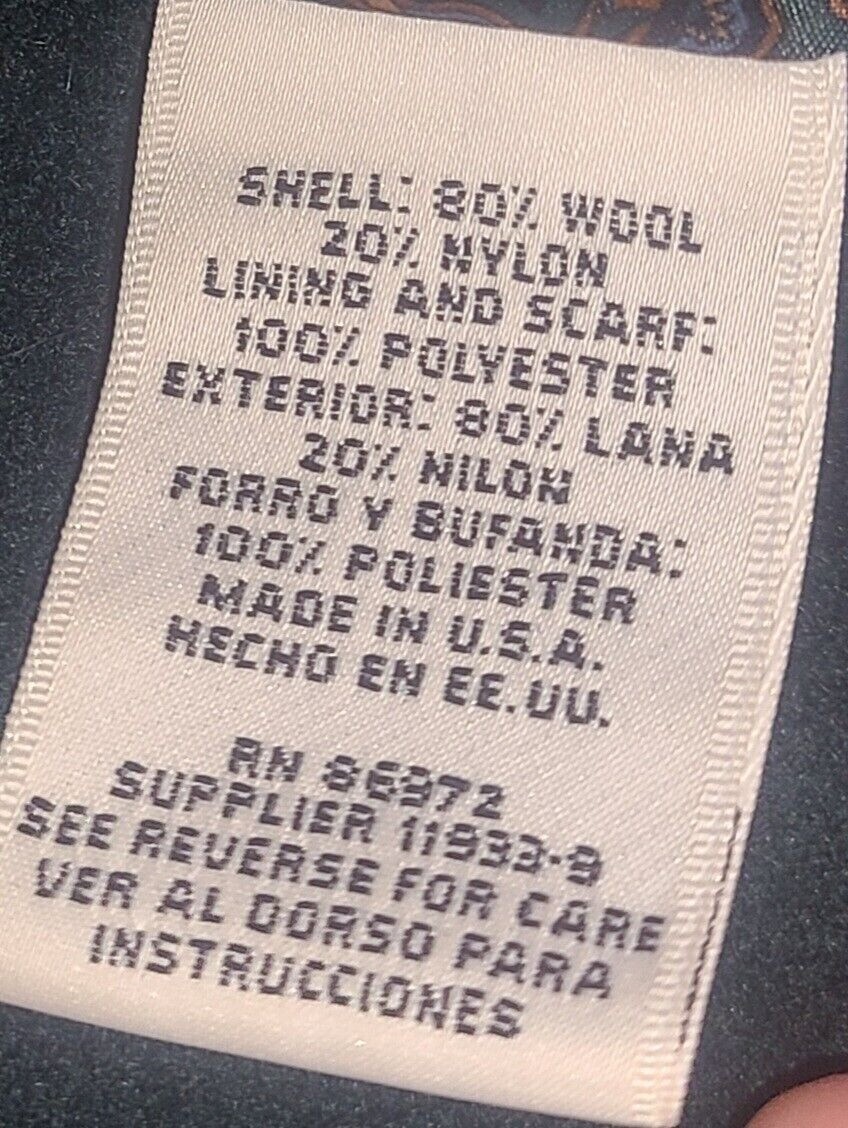 SHELL: 80% WOOL
20% NYLON
LINING AND SCARF:
100% POLYESTER
EXTERIOR: 80% LANA
20% NILON
FORRO Y BUFANDA:
100% POLIESTER
MADE IN U.S.A.
HECHO EN EE.UU.
RN 86972
SUPPLIER 11933-9
SEE REVERSE FOR CARE
VER AL DORSO PARA
INSTRUCCIONES